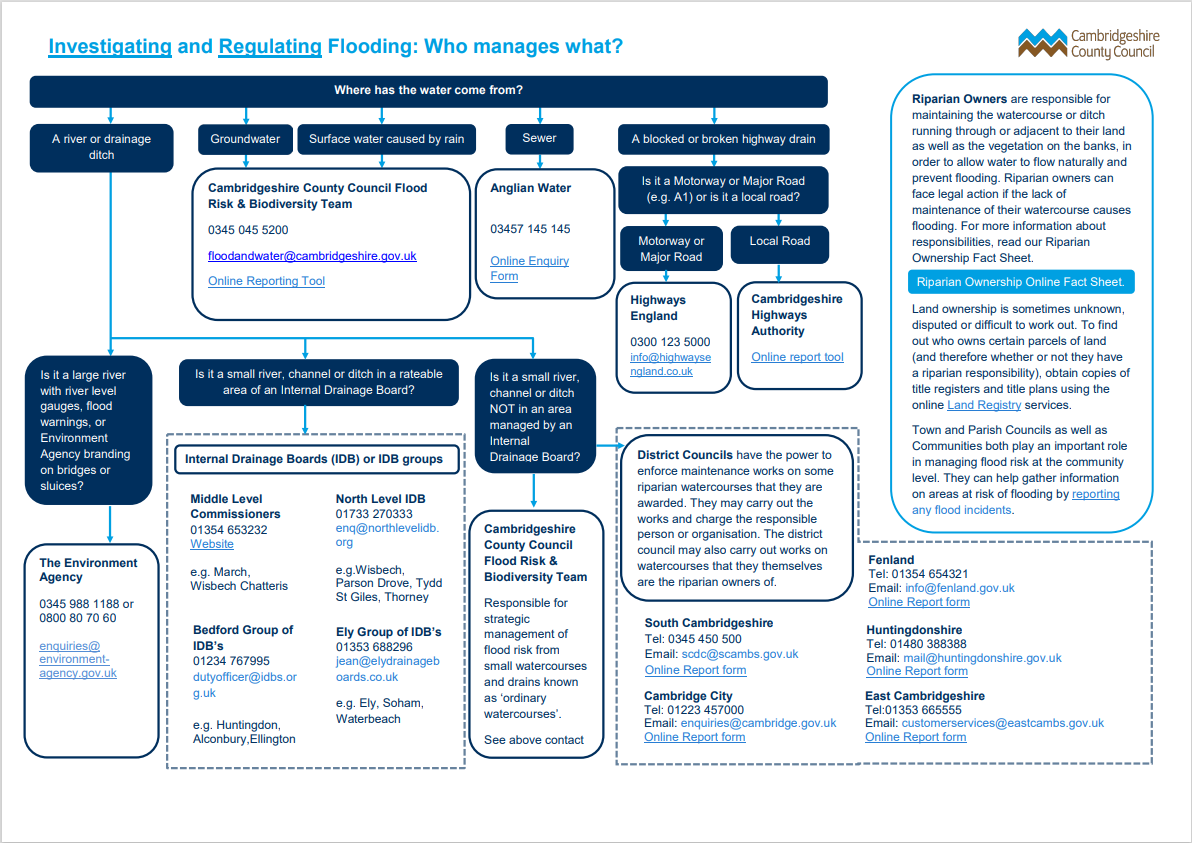 Investigating and Regulating Flooding: Who manages what?
Cambridgeshire
County Council
Where has the water come from?
A river or drainage
ditch
Groundwater
Surface water caused by rain
Sewer
A blocked or broken highway drain
Cambridgeshire County Council Flood
Risk & Biodiversity Team
0345 045 5200
floodandwater@cambridgeshire.gov.uk
Online Reporting Tool
Anglian Water
03457 145 145
Online Enquiry
Form
Is it a Motorway or Major Road
(e.g. A1) or is it a local road?
Motorway or
Major Road
Local Road
Highways
England
0300 123 5000
info@highwayse
ngland.co.uk
Cambridgeshire
Highways
Authority
Online report tool
Is it a large river
with river level
gauges, flood
warnings, or
Environment
Agency branding
on bridges or
sluices?
Is it a small river, channel or ditch in a rateable
area of an Internal Drainage Board?
Is it a small river,
channel or ditch
NOT in an area
managed by an
Internal
Drainage Board?
The Environment
Agency
0345 988 1188 or
0800 80 70 60
enquiries@
environment-
agency.gov.uk
Internal Drainage Boards (IDB) or IDB groups
Middle Level
Commissioners
01354 653232
Website
e.g. March,
Wisbech Chatteris
North Level IDB
01733 270333
enq@northlevelidb.
org
e.g.Wisbech,
Parson Drove, Tydd
St Giles, Thorney
Bedford Group of
IDB's
01234 767995
dutyofficer@idbs.or
g.uk
e.g. Huntingdon,
Alconbury,Ellington
Ely Group of IDB's
01353 688296
jean@elydrainageb
oards.co.uk
e.g. Ely, Soham,
Waterbeach
Cambridgeshire
County Council
Flood Risk &
Biodiversity Team
Responsible for
strategic
management of
flood risk from
small watercourses
and drains known
as ‘ordinary
watercourses’.
See above contact
District Councils have the power to
enforce maintenance works on some
riparian watercourses that they are
awarded. They may carry out the
works and charge the responsible
person or organisation. The district
council may also carry out works on
watercourses that they themselves
are the riparian owners of.
South Cambridgeshire
Tel: 0345 450 500
Email: scdc@scambs.gov.uk
Online Report form
Cambridge City
Tel: 01223 457000
Email: enquiries@cambridge.gov.uk
Online Report form
Fenland
Tel: 01354 654321
Email: info@fenland.gov.uk
Online Report form
Huntingdonshire
Tel: 01480 388388
Email: mail@huntingdonshire.gov.uk
Online Report form
East Cambridgeshire
Tel:01353 665555
Email: customerservices@eastcambs.gov.uk
Online Report form
Riparian Owners are responsible for
maintaining the watercourse or ditch
running through or adjacent to their land
as well as the vegetation on the banks, in
order to allow water to flow naturally and
prevent flooding. Riparian owners can
face legal action if the lack of
maintenance of their watercourse causes
flooding. For more information about
responsibilities, read our Riparian
Ownership Fact Sheet.
Riparian Ownership Online Fact Sheet.
Land ownership is sometimes unknown,
disputed or difficult to work out. To find
out who owns certain parcels of land
(and therefore whether or not they have
a riparian responsibility), obtain copies of
title registers and title plans using the
online Land Registry services.
Town and Parish Councils as well as
Communities both play an important role
in managing flood risk at the community
level. They can help gather information
on areas at risk of flooding by reporting
any flood incidents.